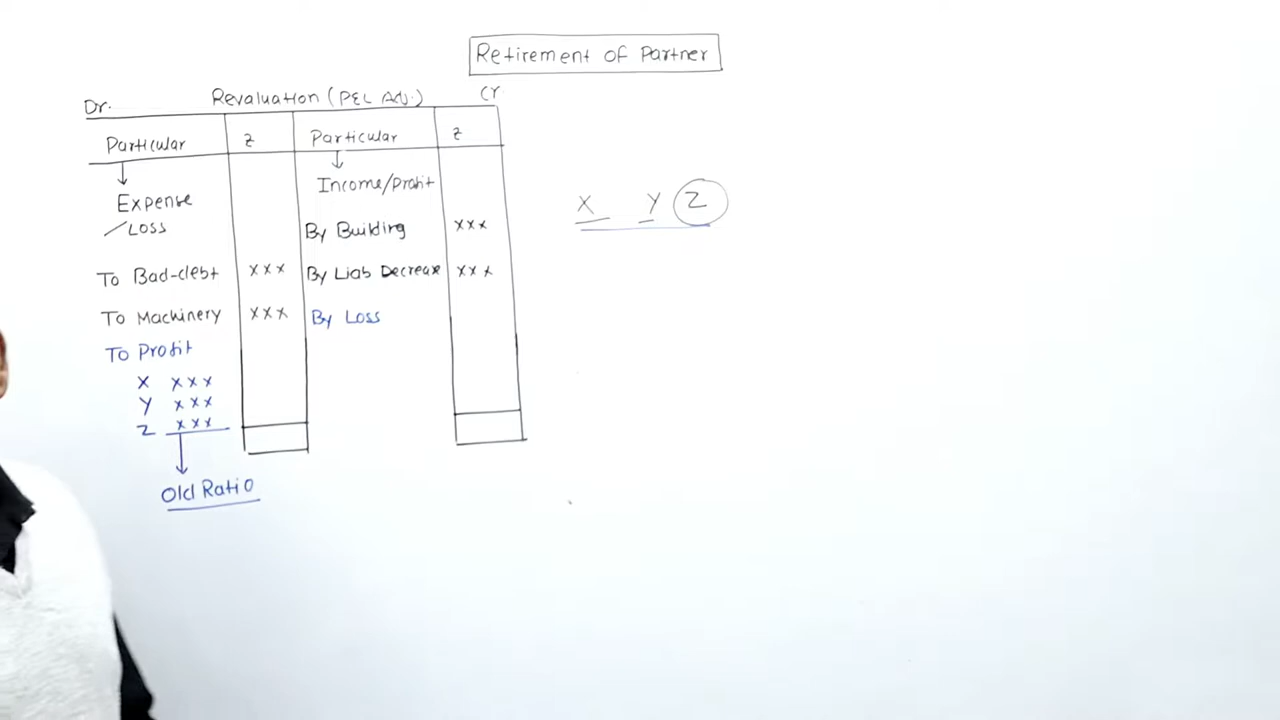 Retirement of Partner
Dr. Revaluation (P&L Adj.) Cr
Particular ₹ Particular ₹
Expense /Loss
Income/Profit
By Building xxx
To Bad-debt xxx By Liab Decrease xxx
To Machinery xxx By Loss
To Profit
X xxx
Y xxx
Z xxx
Old Ratio
X Y Z